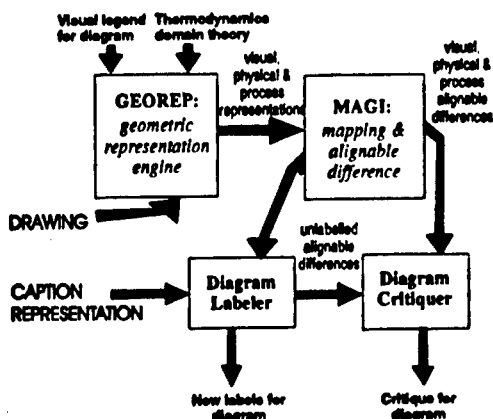 Visual legend
for diagram
Thermodynamics
domain theory
visual,
physical &
process
representations
visual,
physical &
process
alignable
differences
GEOREP:
geometric
representation
engine
MAGI:
mapping &
alignable
difference
DRAWING
unlabelled
alignable
differences
CAPTION
REPRESENTATION
Diagram
Labeler
Diagram
Critiquer
New labels for
diagram
Critique for
diagram